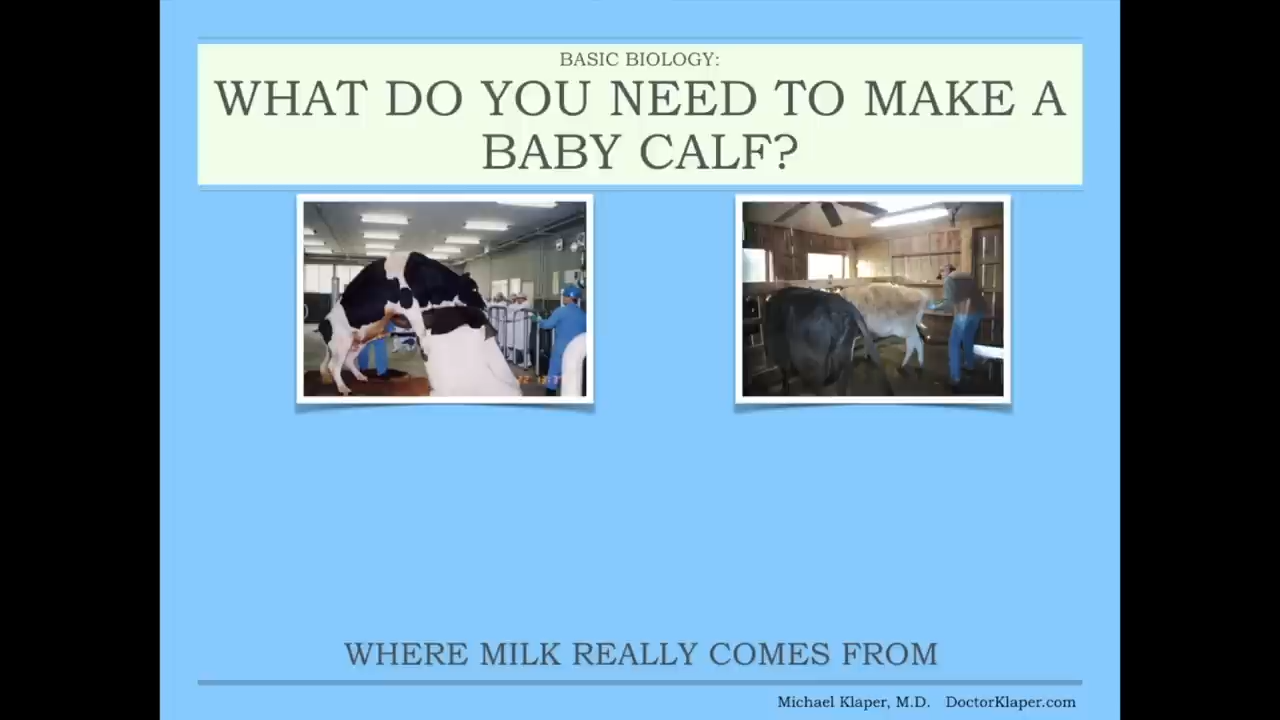 BASIC BIOLOGY:
WHAT DO YOU NEED TO MAKE A
BABY CALF?
WHERE MILK REALLY COMES FROM
Michael Klaper, M.D. DoctorKlaper.com